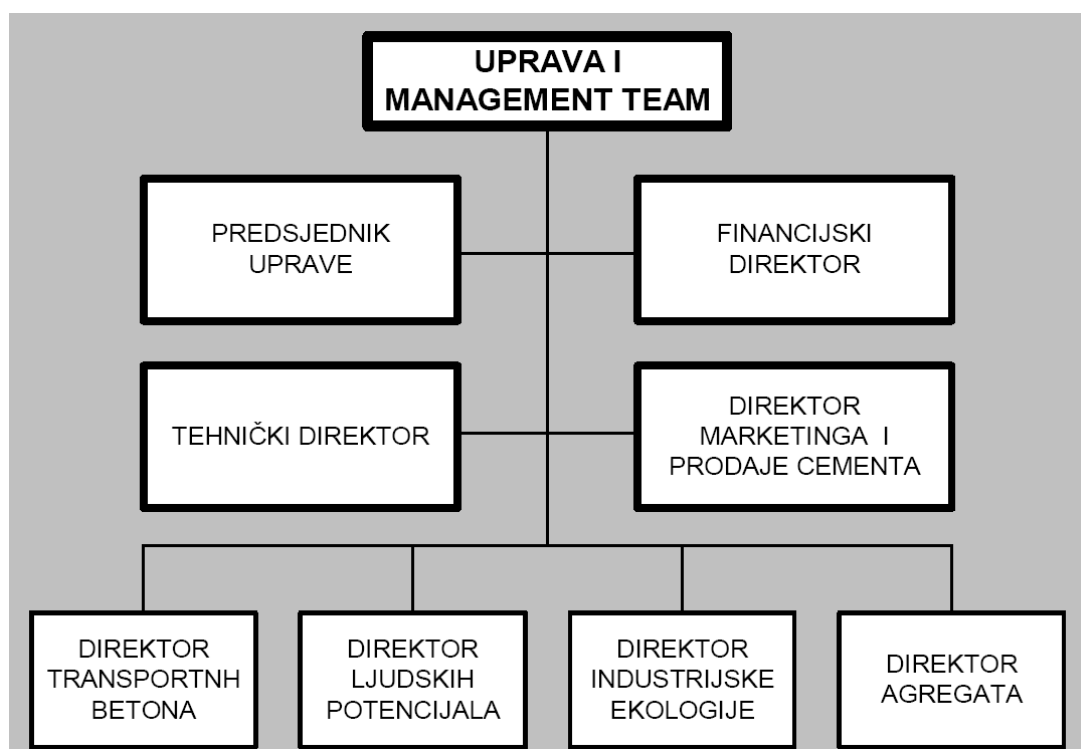 UPRAVA I
MANAGEMENT TEAM
PREDSJEDNIK
UPRAVE
FINANCIJSKI
DIREKTOR
TEHNIČKI DIREKTOR
DIREKTOR
MARKETINGA I
PRODAJE CEMENTA
DIREKTOR
TRANSPORTNH
BETONA
DIREKTOR
LJUDSKIH
POTENCIJALA
DIREKTOR
INDUSTRIJSKE
EKOLOGIJE
DIREKTOR
AGREGATA